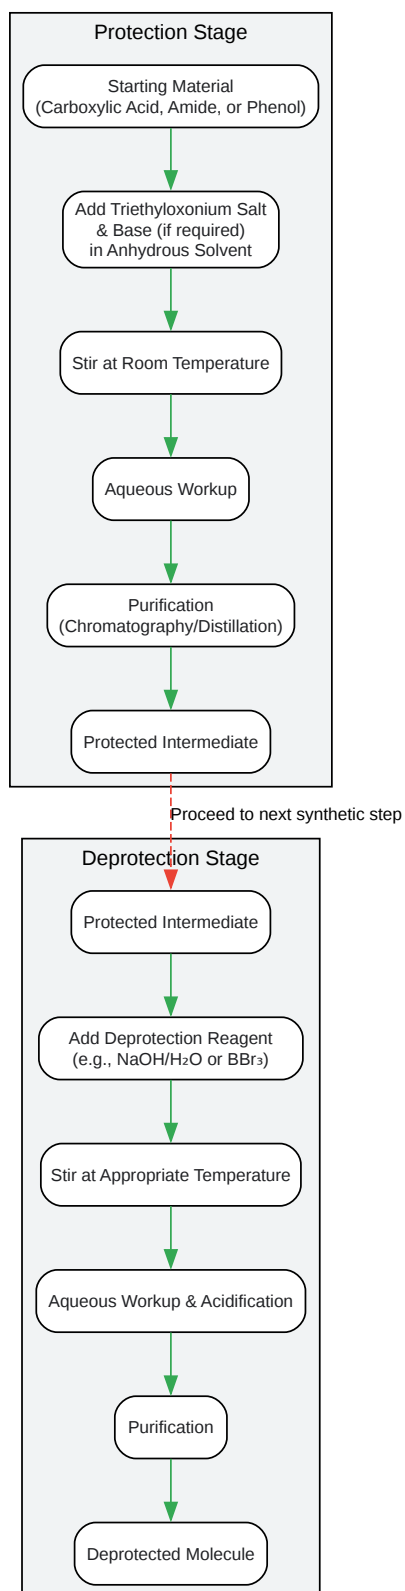 Protection Stage
Starting Material
(Carboxylic Acid, Amide, or Phenol)
Add Triethyloxonium Salt
& Base (if required)
in Anhydrous Solvent
Stir at Room Temperature
Aqueous Workup
Purification
(Chromatography/Distillation)
Protected Intermediate
Proceed to next synthetic step
Deprotection Stage
Protected Intermediate
Add Deprotection Reagent
(e.g., NaOH/H₂O or BBr₃)
Stir at Appropriate Temperature
Aqueous Workup & Acidification
Purification
Deprotected Molecule